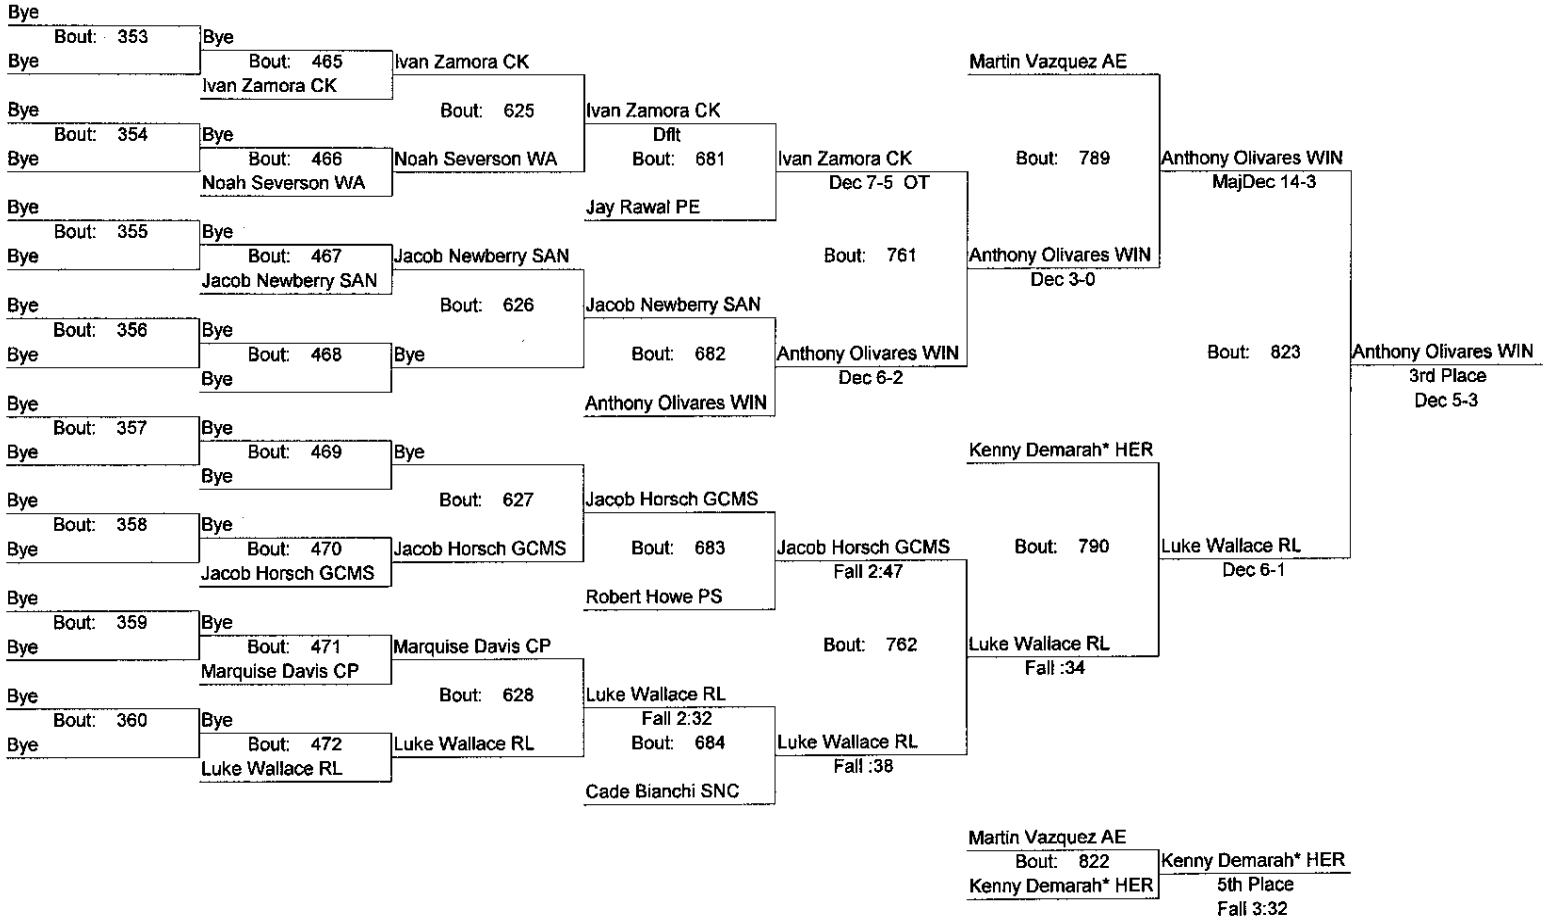 Bye
Bout: 353
Bye
Bye
Bout: 354
Bye
Bye
Bout: 355
Bye
Bye
Bout: 356
Bye
Bye
Bout: 357
Bye
Bye
Bout: 358
Bye
Bye
Bout: 359
Bye
Bye
Bout: 360
Bye
Bye
Bout: 465
Ivan Zamora CK
Bye
Bout: 466
Noah Severson WA
Bye
Bout: 467
Jacob Newberry SAN
Bye
Bout: 468
Bye
Bye
Bout: 469
Bye
Bye
Bout: 470
Jacob Horsch GCMS
Bye
Bout: 471
Marquise Davis CP
Bye
Bout: 472
Luke Wallace RL
Ivan Zamora CK
Bout: 625
Noah Severson WA
Jacob Newberry SAN
Bout: 626
Bye
Bye
Bout: 627
Jacob Horsch GCMS
Marquise Davis CP
Bout: 628
Luke Wallace RL
Ivan Zamora CK
Dflt
Bout: 681
Jay Rawal PE
Jacob Newberry SAN
Bout: 682
Anthony Olivares WIN
Jacob Horsch GCMS
Bout: 683
Robert Howe PS
Luke Wallace RL
Fall 2:32
Bout: 684
Cade Bianchi SNC
Ivan Zamora CK
Dec 7-5 OT
Bout: 761
Anthony Olivares WIN
Dec 6-2
Jacob Horsch GCMS
Fall 2:47
Bout: 762
Luke Wallace RL
Fall :38
Martin Vazquez AE
Bout: 789
Anthony Olivares WIN
Dec 3-0
Kenny Demarah* HER
Bout: 790
Luke Wallace RL
Fall :34
Anthony Olivares WIN
MajDec 14-3
Bout: 823
Luke Wallace RL
Dec 6-1
Anthony Olivares WIN
3rd Place
Dec 5-3
Martin Vazquez AE
Bout: 822
Kenny Demarah* HER
Kenny Demarah* HER
5th Place
Fall 3:32